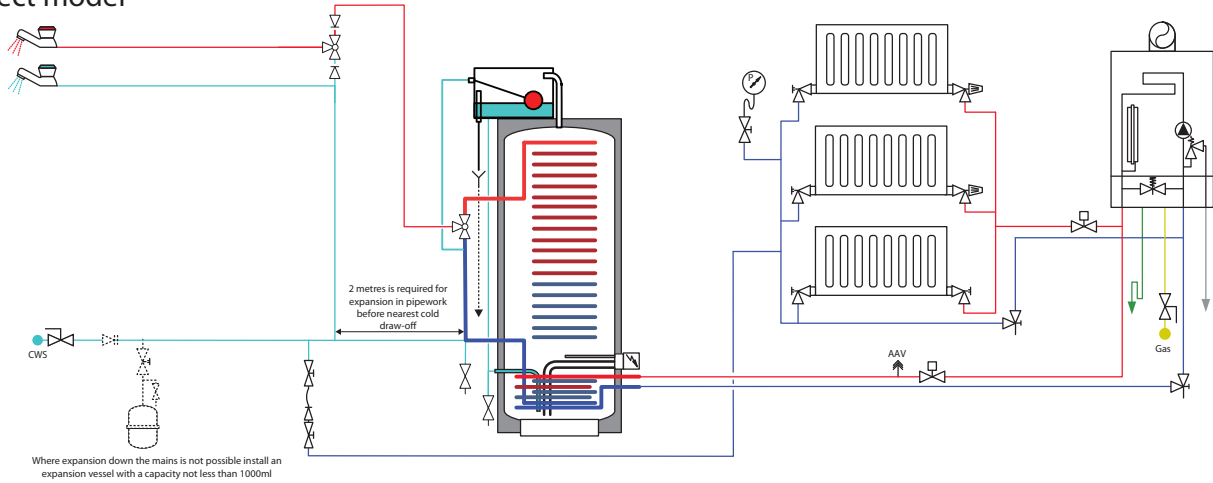 ect model
P
2 metres is required for
expansion in pipework
before nearest cold
draw-off
CWS
AAV
Gas
Where expansion down the mains is not possible install an
expansion vessel with a capacity not less than 1000ml